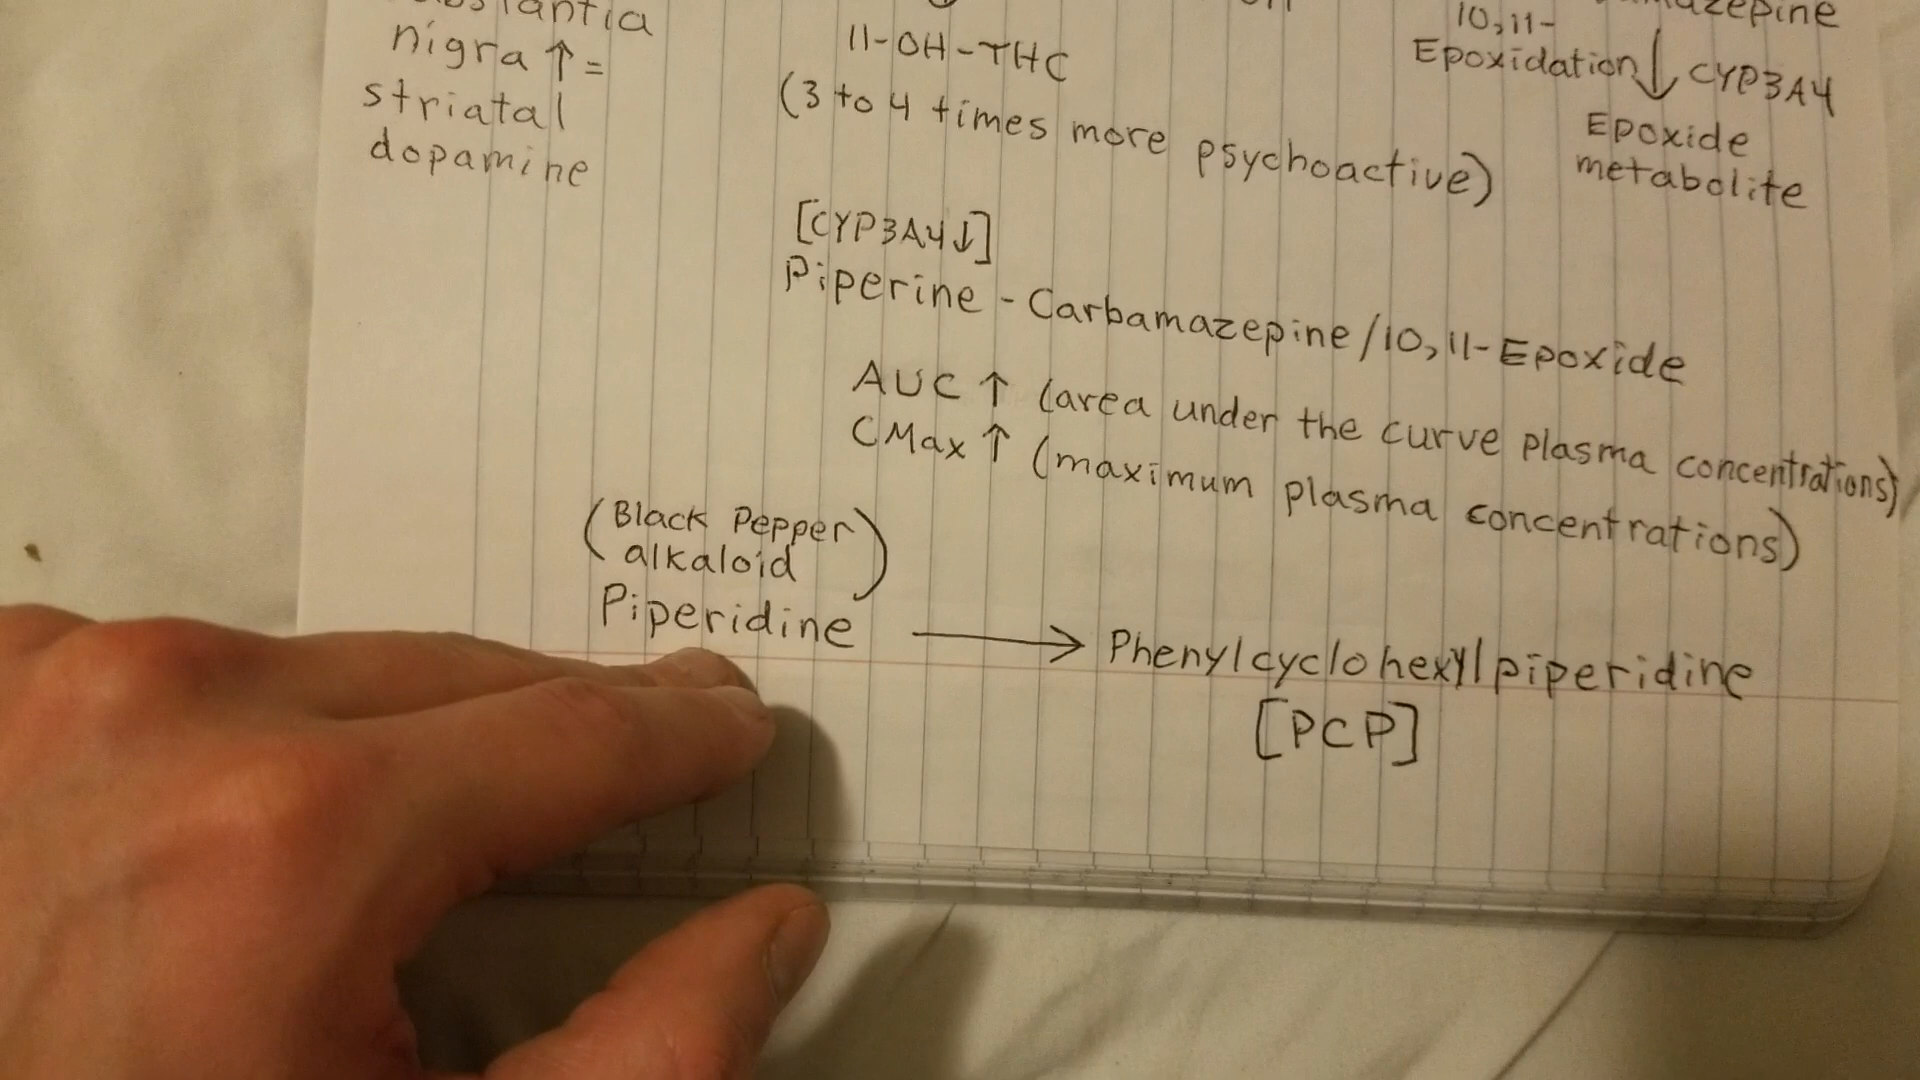 nigra ↑ =
striatal
dopamine
11-OH-THC
(3 to 4 times more psychoactive)
10,11-
Epoxidation ↓ CYP3A4
Epoxide
metabolite
[CYP3A4↓]
Piperine - Carbamazepine/10,11-Epoxide
AUC ↑ (area under the curve plasma concentrations)
CMax ↑ (maximum plasma concentrations)
(Black Pepper
alkaloid)
Piperidine → Phenylcyclohexylpiperidine
[PCP]